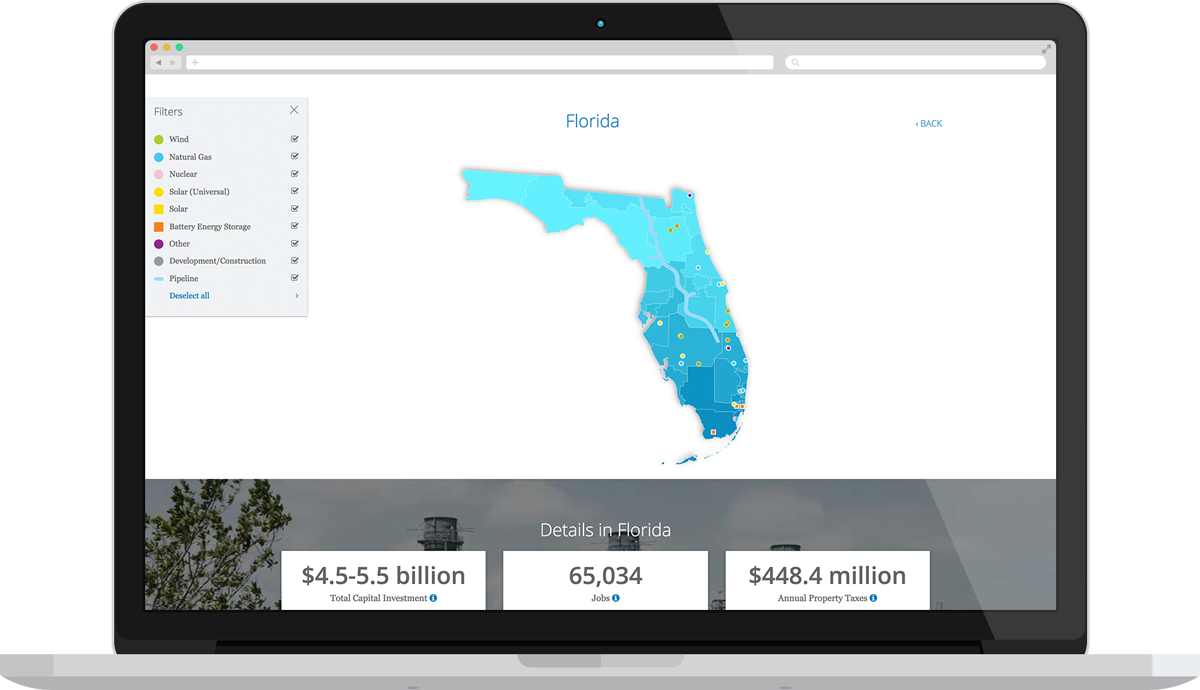 Filters
Wind
Natural Gas
Nuclear
Solar (Universal)
Solar
Battery Energy Storage
Other
Development/Construction
Pipeline
Deselect all ›
Florida
‹ BACK
Details in Florida
$4.5-5.5 billion
Total Capital Investment
65,034
Jobs
$448.4 million
Annual Property Taxes